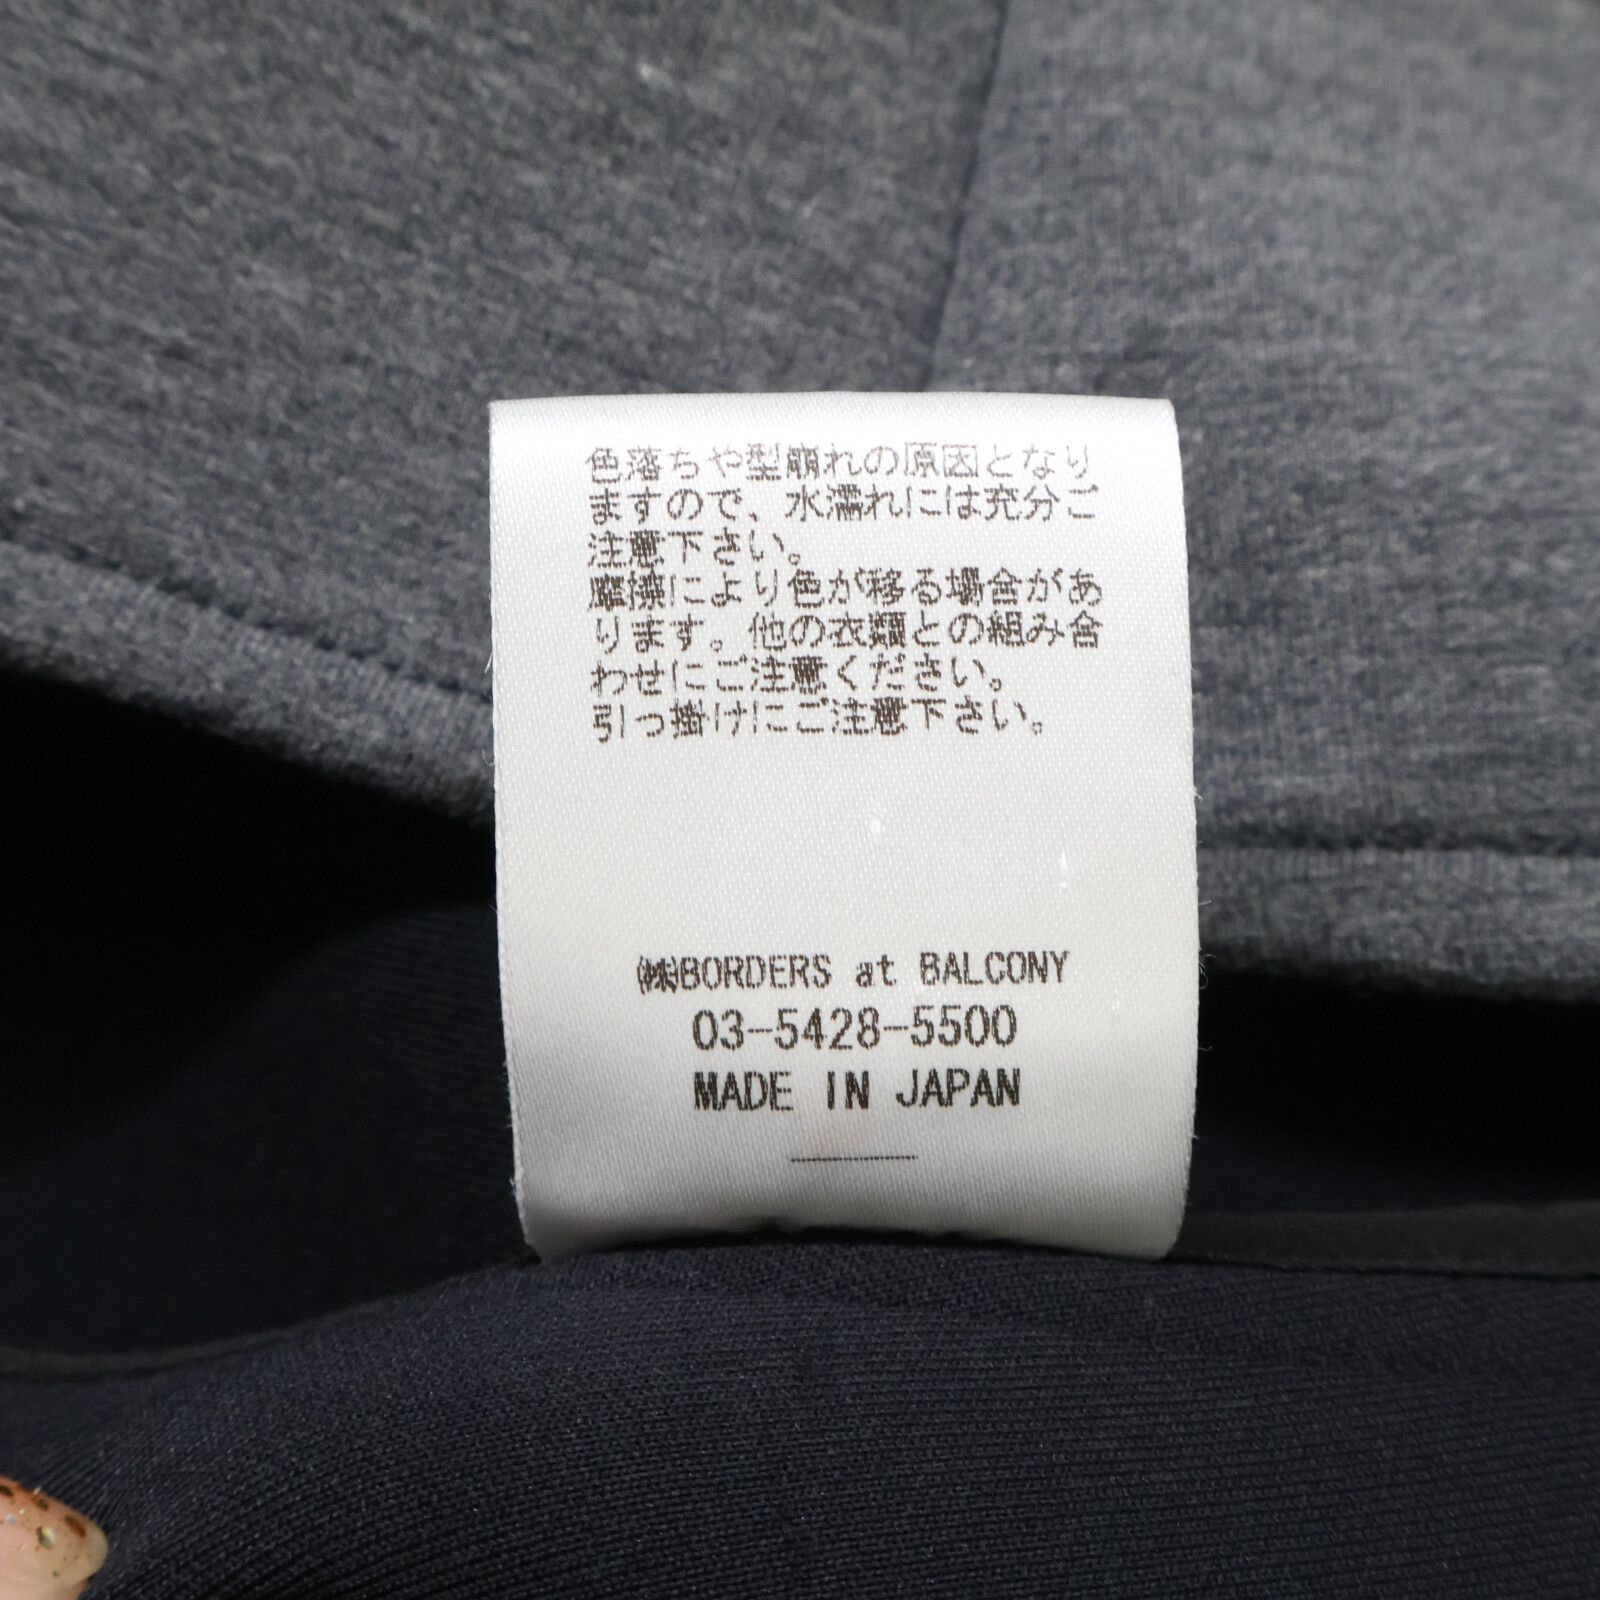 色落ちや型崩れの原因となり
ますので、水濡れには充分ご
注意下さい。
摩擦により色が移る場合があ
ります。他の衣類との組み合
わせにご注意ください。
引っ掛けにご注意下さい。
㈱BORDERS at BALCONY
03-5428-5500
MADE IN JAPAN